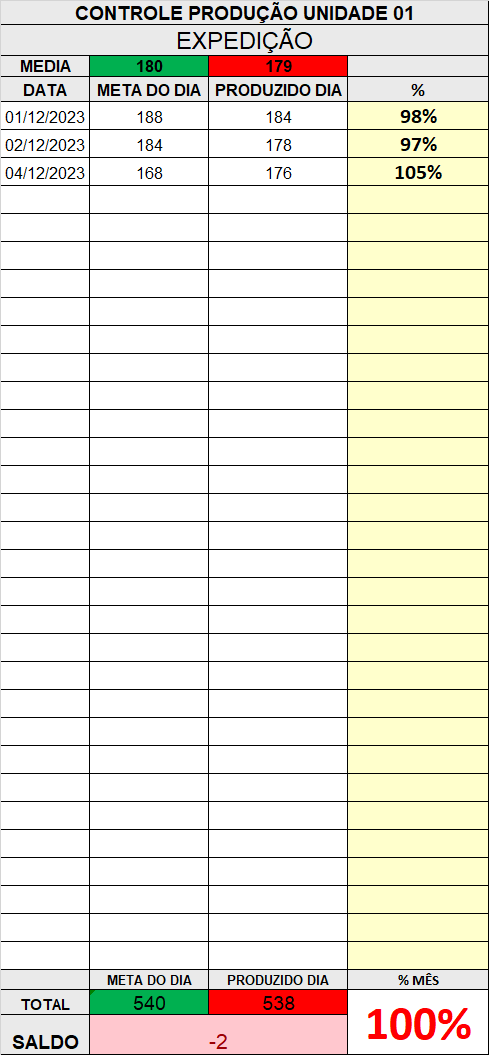 CONTROLE PRODUÇÃO UNIDADE 01
EXPEDIÇÃO
MEDIA 180 179
DATA META DO DIA PRODUZIDO DIA %
01/12/2023 188 184 98%
02/12/2023 184 178 97%
04/12/2023 168 176 105%
META DO DIA PRODUZIDO DIA % MÊS
TOTAL 540 538
100%
SALDO -2